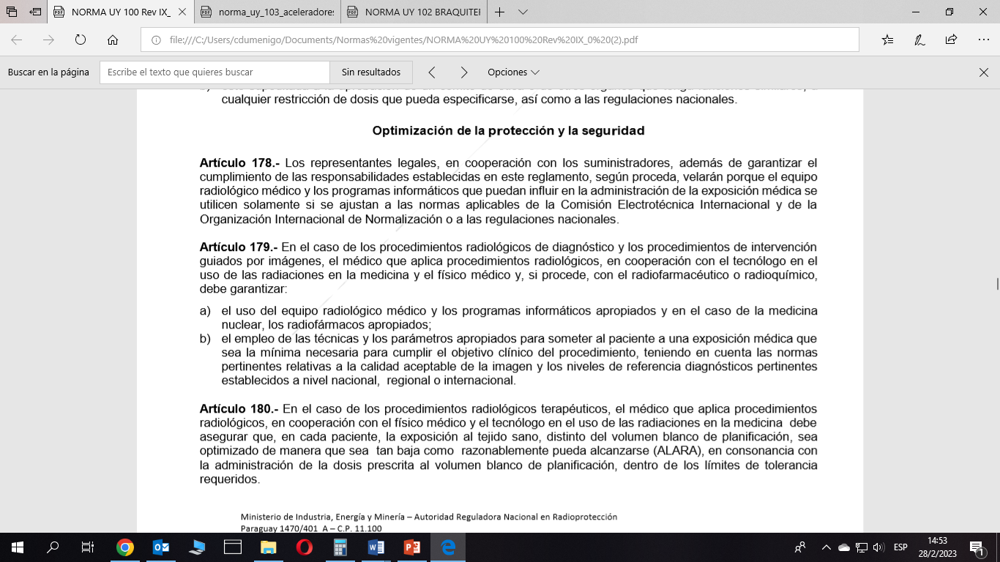 NORMA UY 100 Rev IX_
norma_uy_103_aceleradores
NORMA UY 102 BRAQUITEI
file:///C:/Users/cdumenigo/Documents/Normas%20vigentes/NORMA%20UY%20100%20Rev%20IX_0%20(2).pdf
Buscar en la página
Escribe el texto que quieres buscar
Sin resultados
Opciones
cualquier restricción de dosis que pueda especificarse, así como a las regulaciones nacionales.
Optimización de la protección y la seguridad
Artículo 178.- Los representantes legales, en cooperación con los suministradores, además de garantizar el
cumplimiento de las responsabilidades establecidas en este reglamento, según proceda, velarán porque el equipo
radiológico médico y los programas informáticos que puedan influir en la administración de la exposición médica se
utilicen solamente si se ajustan a las normas aplicables de la Comisión Electrotécnica Internacional y de la
Organización Internacional de Normalización o a las regulaciones nacionales.
Artículo 179.- En el caso de los procedimientos radiológicos de diagnóstico y los procedimientos de intervención
guiados por imágenes, el médico que aplica procedimientos radiológicos, en cooperación con el tecnólogo en el
uso de las radiaciones en la medicina y el físico médico y, si procede, con el radiofarmacéutico o radioquímico,
debe garantizar:
a) el uso del equipo radiológico médico y los programas informáticos apropiados y en el caso de la medicina
nuclear, los radiofármacos apropiados;
b) el empleo de las técnicas y los parámetros apropiados para someter al paciente a una exposición médica que
sea la mínima necesaria para cumplir el objetivo clínico del procedimiento, teniendo en cuenta las normas
pertinentes relativas a la calidad aceptable de la imagen y los niveles de referencia diagnósticos pertinentes
establecidos a nivel nacional, regional o internacional.
Artículo 180.- En el caso de los procedimientos radiológicos terapéuticos, el médico que aplica procedimientos
radiológicos, en cooperación con el físico médico y el tecnólogo en el uso de las radiaciones en la medicina debe
asegurar que, en cada paciente, la exposición al tejido sano, distinto del volumen blanco de planificación, sea
optimizado de manera que sea tan baja como razonablemente pueda alcanzarse (ALARA), en consonancia con
la administración de la dosis prescrita al volumen blanco de planificación, dentro de los límites de tolerancia
requeridos.
Ministerio de Industria, Energía y Minería – Autoridad Reguladora Nacional en Radioprotección
Paraguay 1470/401 A – C.P. 11.100
ESP
14:53
28/2/2023
1